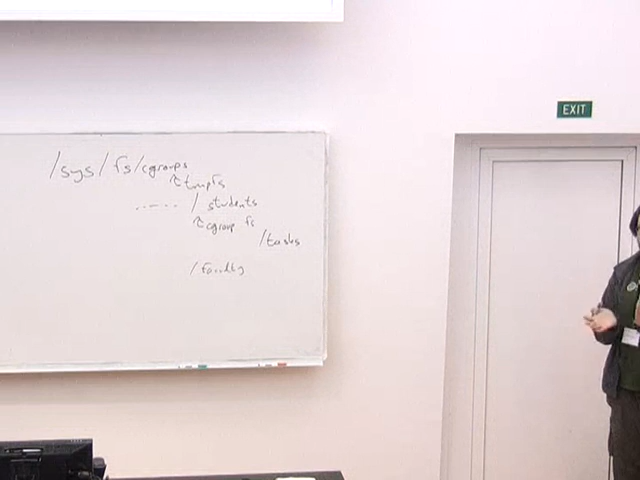 /sys/fs/cgroups
tmpfs
...... / students
cgroup fs
/tasks
/faculty
EXIT